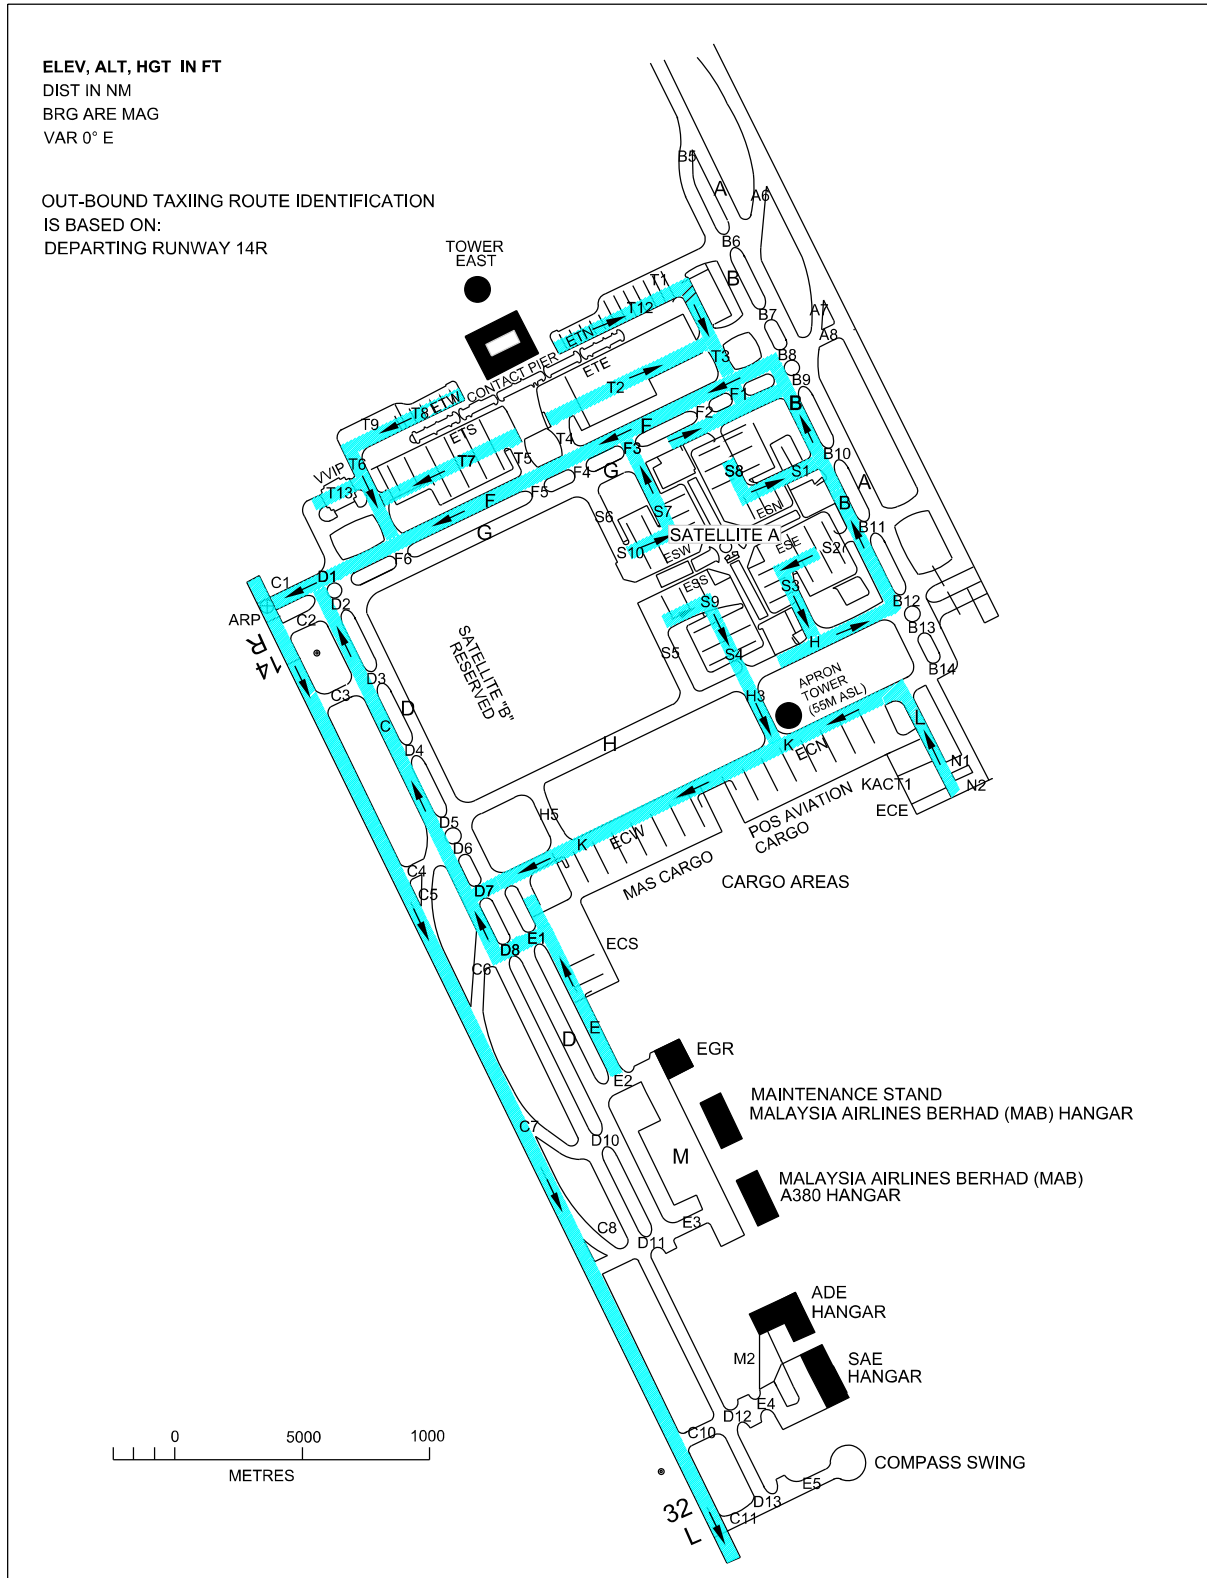 ELEV, ALT, HGT IN FT
DIST IN NM
BRG ARE MAG
VAR 0° E
OUT-BOUND TAXIING ROUTE IDENTIFICATION
IS BASED ON:
DEPARTING RUNWAY 14R
TOWER
EAST
B5
A
A6
B6
B
T1
T12
ETN
B7
A7
A8
T3
B8
B9
CONTACT PIER
ETE
T2
F1
F2
B
ETW
T8
T9
ETS
T4
F
F3
B10
T6
T7
T5
F4
G
S8
S1
A
VVIP
T13
F5
F
S7
ESN
B
S6
G
SATELLITE A
B11
S10
ESW
ESE
S2
F6
ESS
S3
C1
D1
D2
S9
B12
ARP
C2
B13
14
R
SATELLITE "B"
RESERVED
S5
S4
H
B14
D3
C3
APRON
TOWER
(55M ASL)
H3
D
C
L
H
K
ECN
D4
N1
N2
KACT1
ECE
H5
D5
K
ECW
POS AVIATION
CARGO
D6
MAS CARGO
CARGO AREAS
C4
C5
D7
E1
D8
ECS
C6
E
D
EGR
E2
MAINTENANCE STAND
MALAYSIA AIRLINES BERHAD (MAB) HANGAR
C7
D10
M
MALAYSIA AIRLINES BERHAD (MAB)
A380 HANGAR
C8
E3
D11
ADE
HANGAR
M2
SAE
HANGAR
E4
D12
C10
0
5000
1000
METRES
COMPASS SWING
E5
D13
C11
32
L